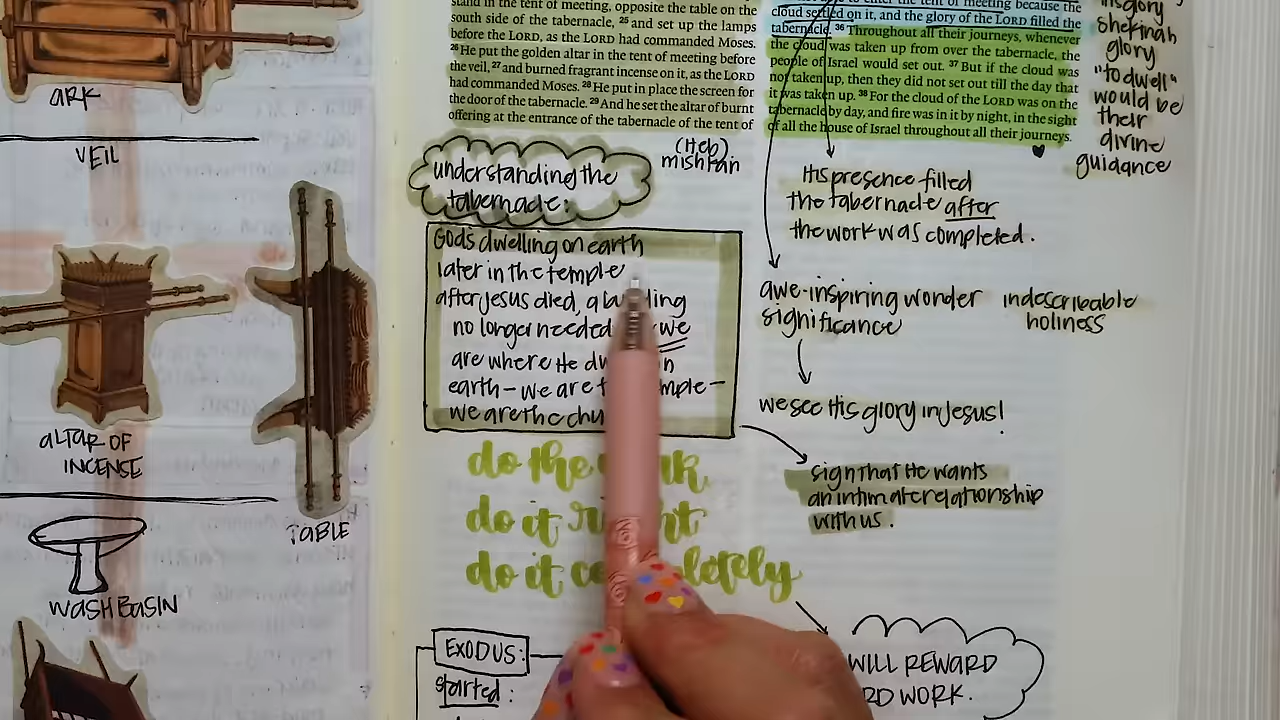 ARK
VEIL
ALTAR OF
INCENSE
TABLE
WASH BASIN
stand in the tent of meeting, opposite the table on the
south side of the tabernacle, 25 and set up the lamps
before the LORD, as the LORD had commanded Moses.
26 He put the golden altar in the tent of meeting before
the veil, 27 and burned fragrant incense on it, as the LORD
had commanded Moses. 28 He put in place the screen for
the door of the tabernacle. 29 And he set the altar of burnt
offering at the entrance of the tabernacle of the tent of
(Heb)
mishkan
understanding the
tabernacle:
God's dwelling on earth
later in the temple
after Jesus died, a
no longer needed we
are where He
earth - we are
we are the
do the
do it
do it
EXODUS:
started:
enter the tent of meeting because the
cloud settled on it, and the glory of the LORD filled the
tabernacle. 36 Throughout all their journeys, whenever
the cloud was taken up from over the tabernacle, the
people of Israel would set out. 37 But if the cloud was
not taken up, then they did not set out till the day that
it was taken up. 38 For the cloud of the LORD was on the
tabernacle by day, and fire was in it by night, in the sight
of all the house of Israel throughout all their journeys.
His glory
shekinah
glory
"to dwell"
would be
their
divine
guidance
His presence filled
the tabernacle after
the work was completed.
awe-inspiring wonder indescribable
significance holiness
we see His glory in Jesus!
sign that He wants
an intimate relationship
with us.
WILL REWARD
WORK.